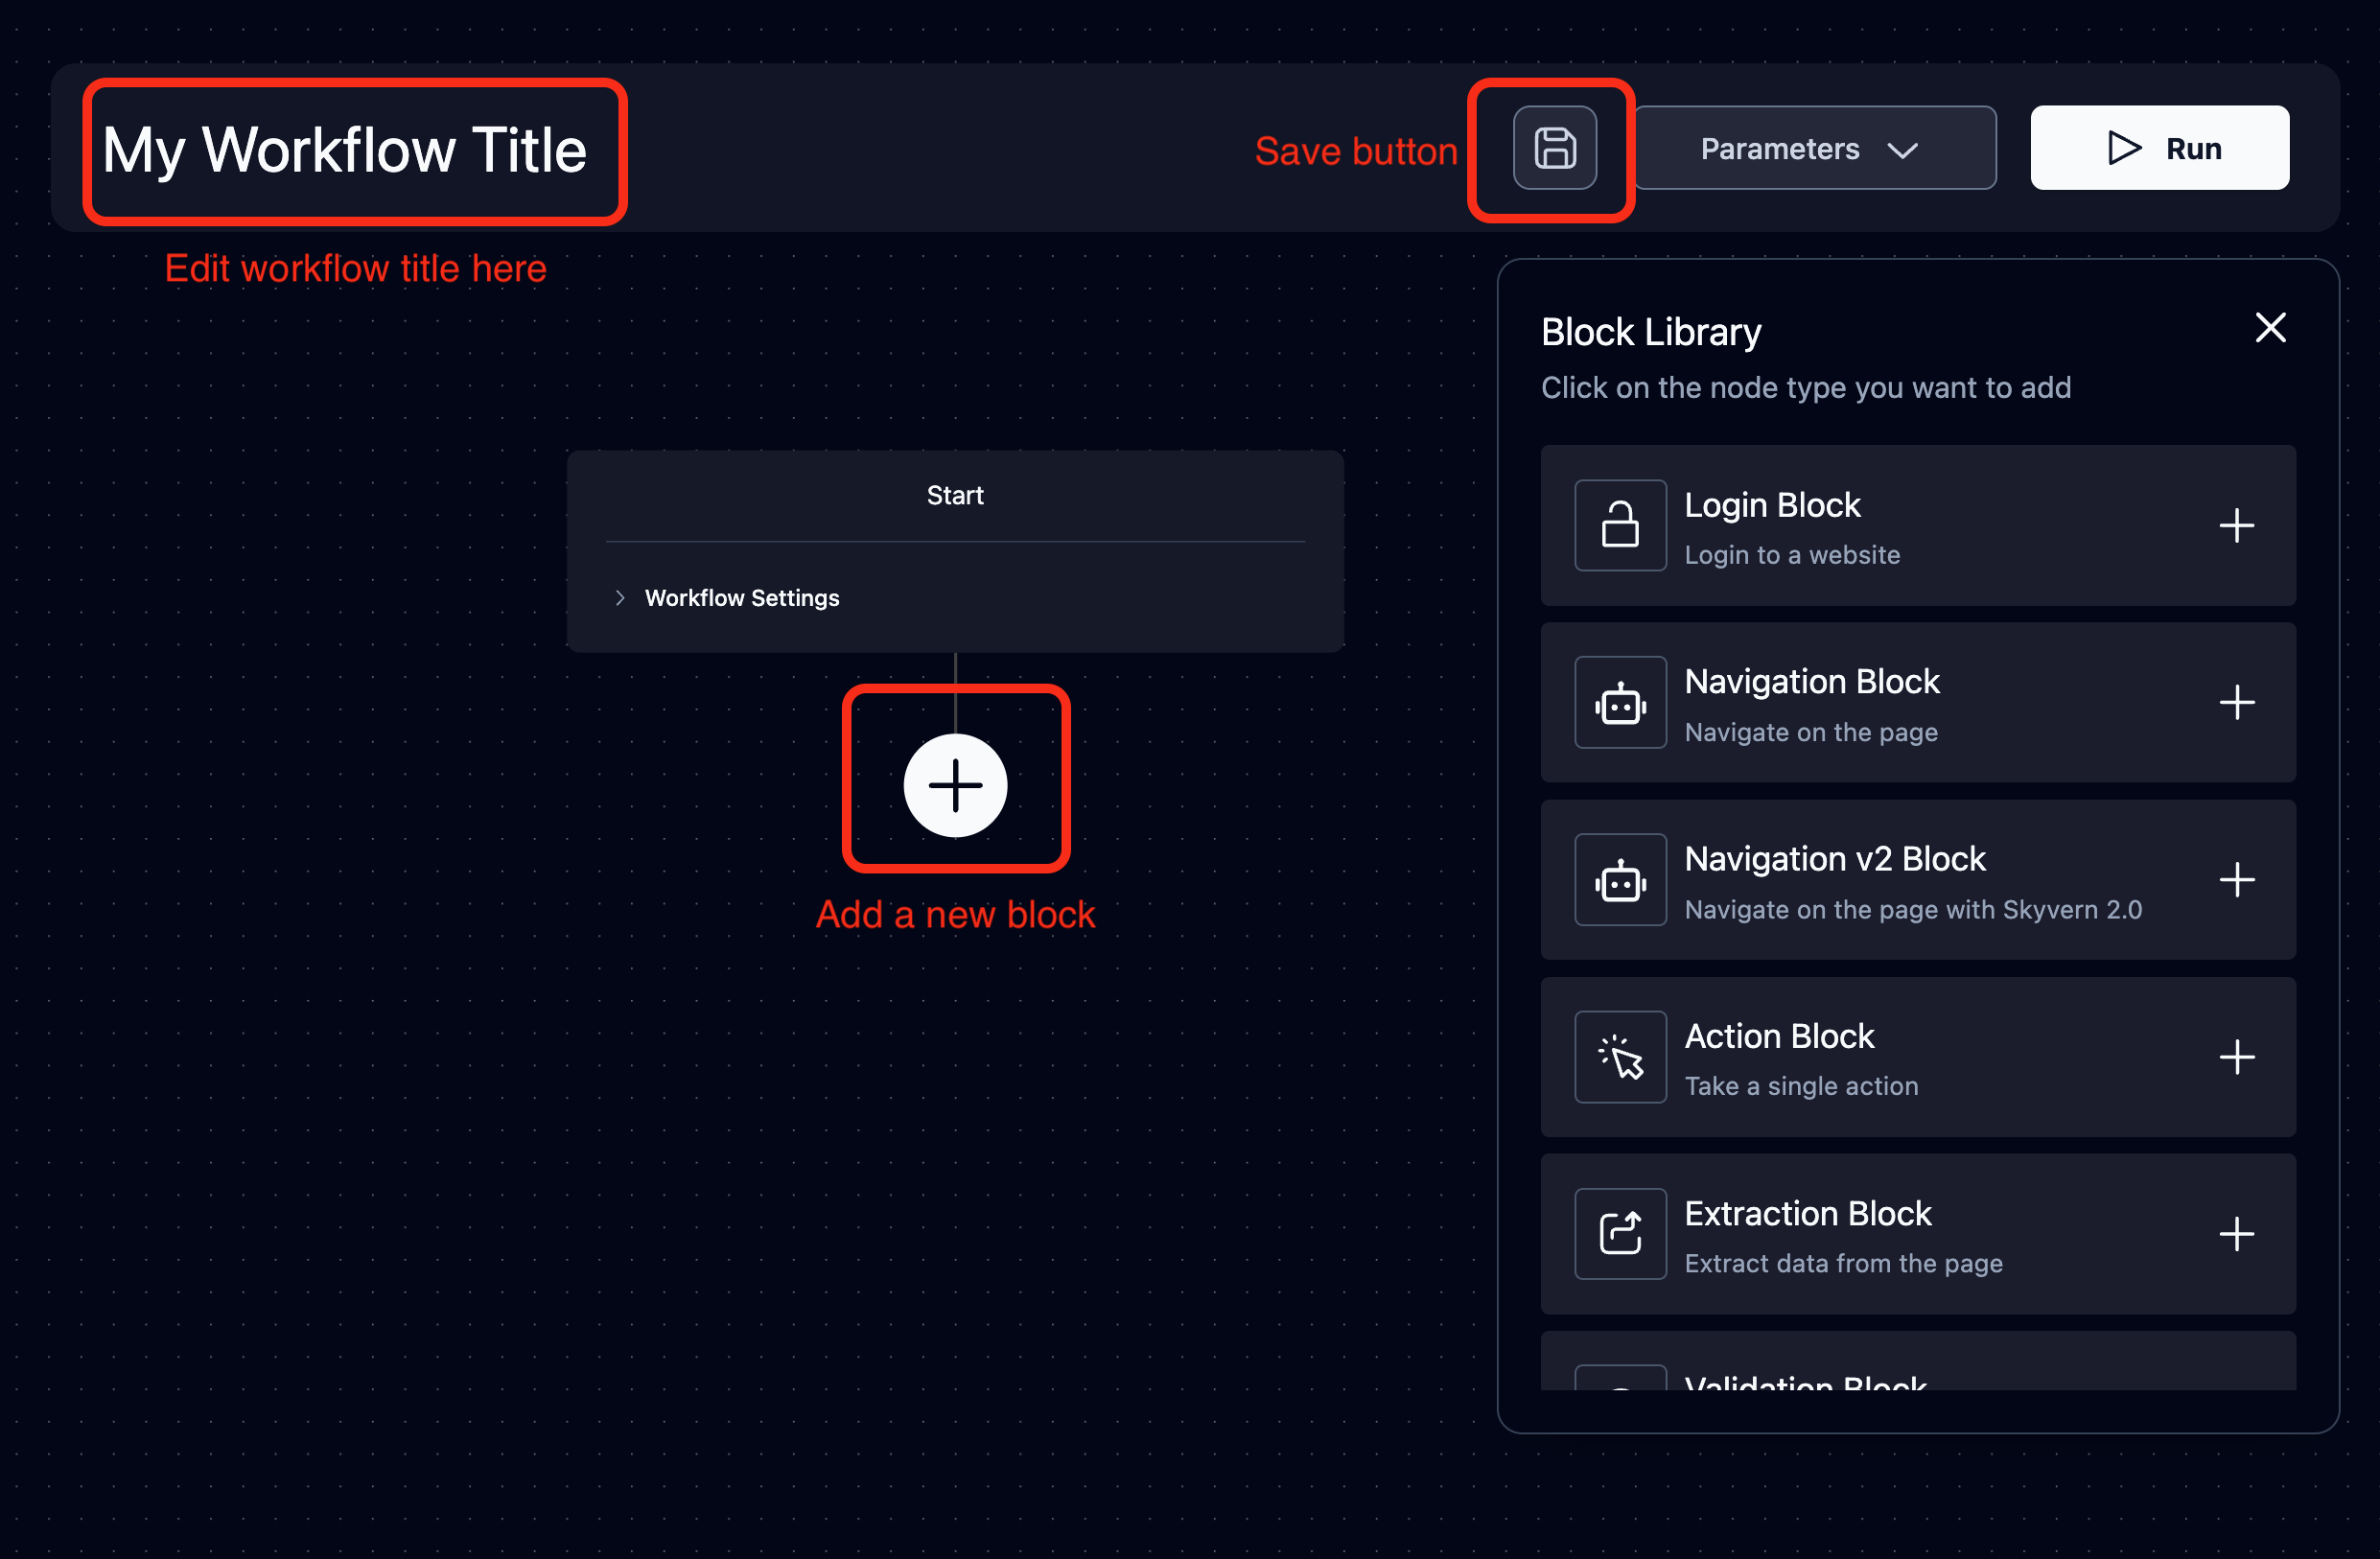 My Workflow Title
Save button
Parameters
Run
Edit workflow title here
Block Library
Click on the node type you want to add
Start
Workflow Settings
Add a new block
Login Block
Login to a website
Navigation Block
Navigate on the page
Navigation v2 Block
Navigate on the page with Skyvern 2.0
Action Block
Take a single action
Extraction Block
Extract data from the page
Validation Block